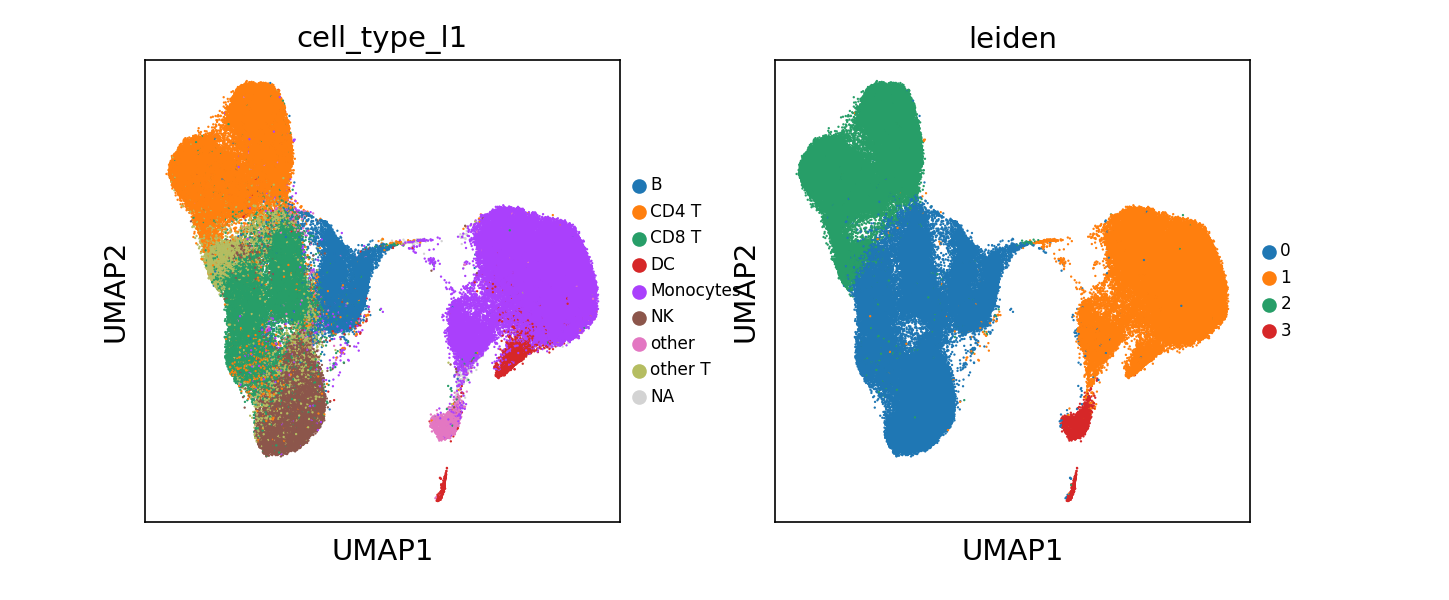 cell_type_l1
UMAP2
UMAP1
B
CD4 T
CD8 T
DC
Monocytes
NK
other
other T
NA
leiden
UMAP2
UMAP1
0
1
2
3